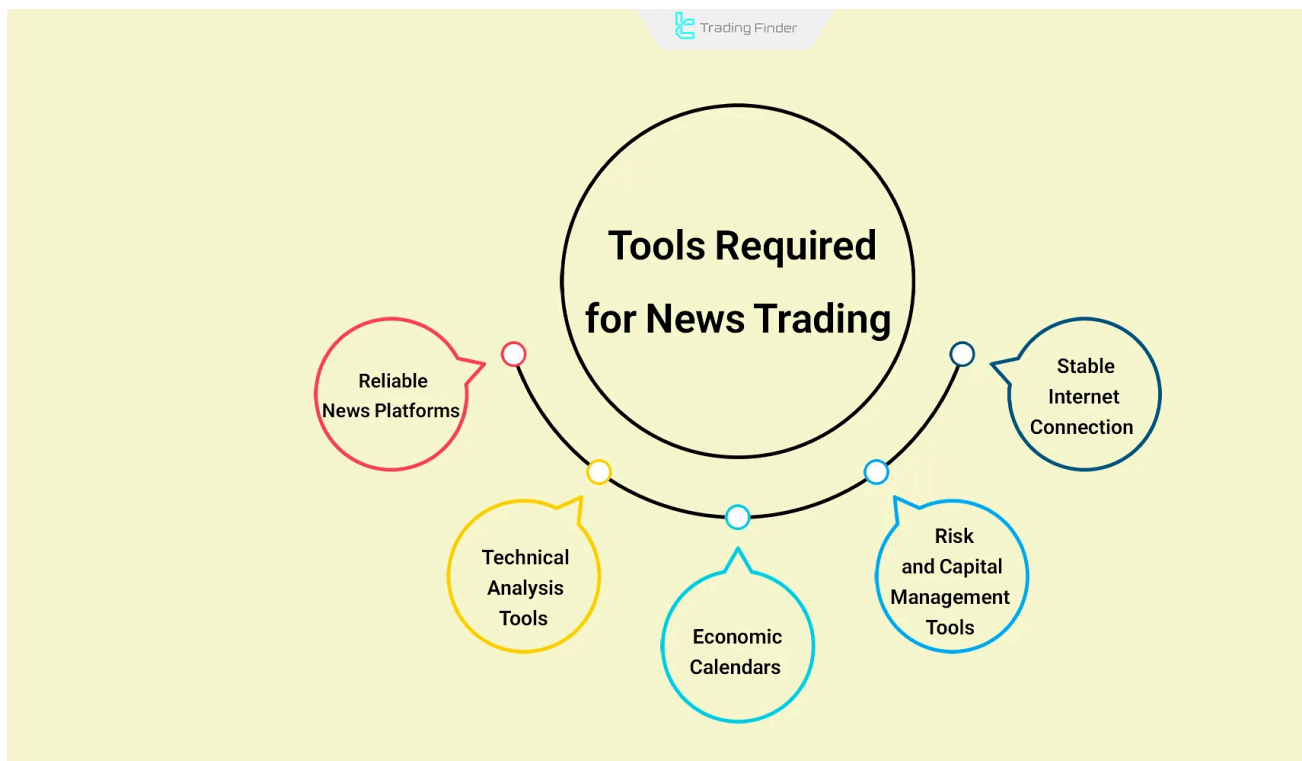 Trading Finder
Tools Required
for News Trading
Reliable
News Platforms
Technical
Analysis
Tools
Economic
Calendars
Risk
and Capital
Management
Tools
Stable
Internet
Connection